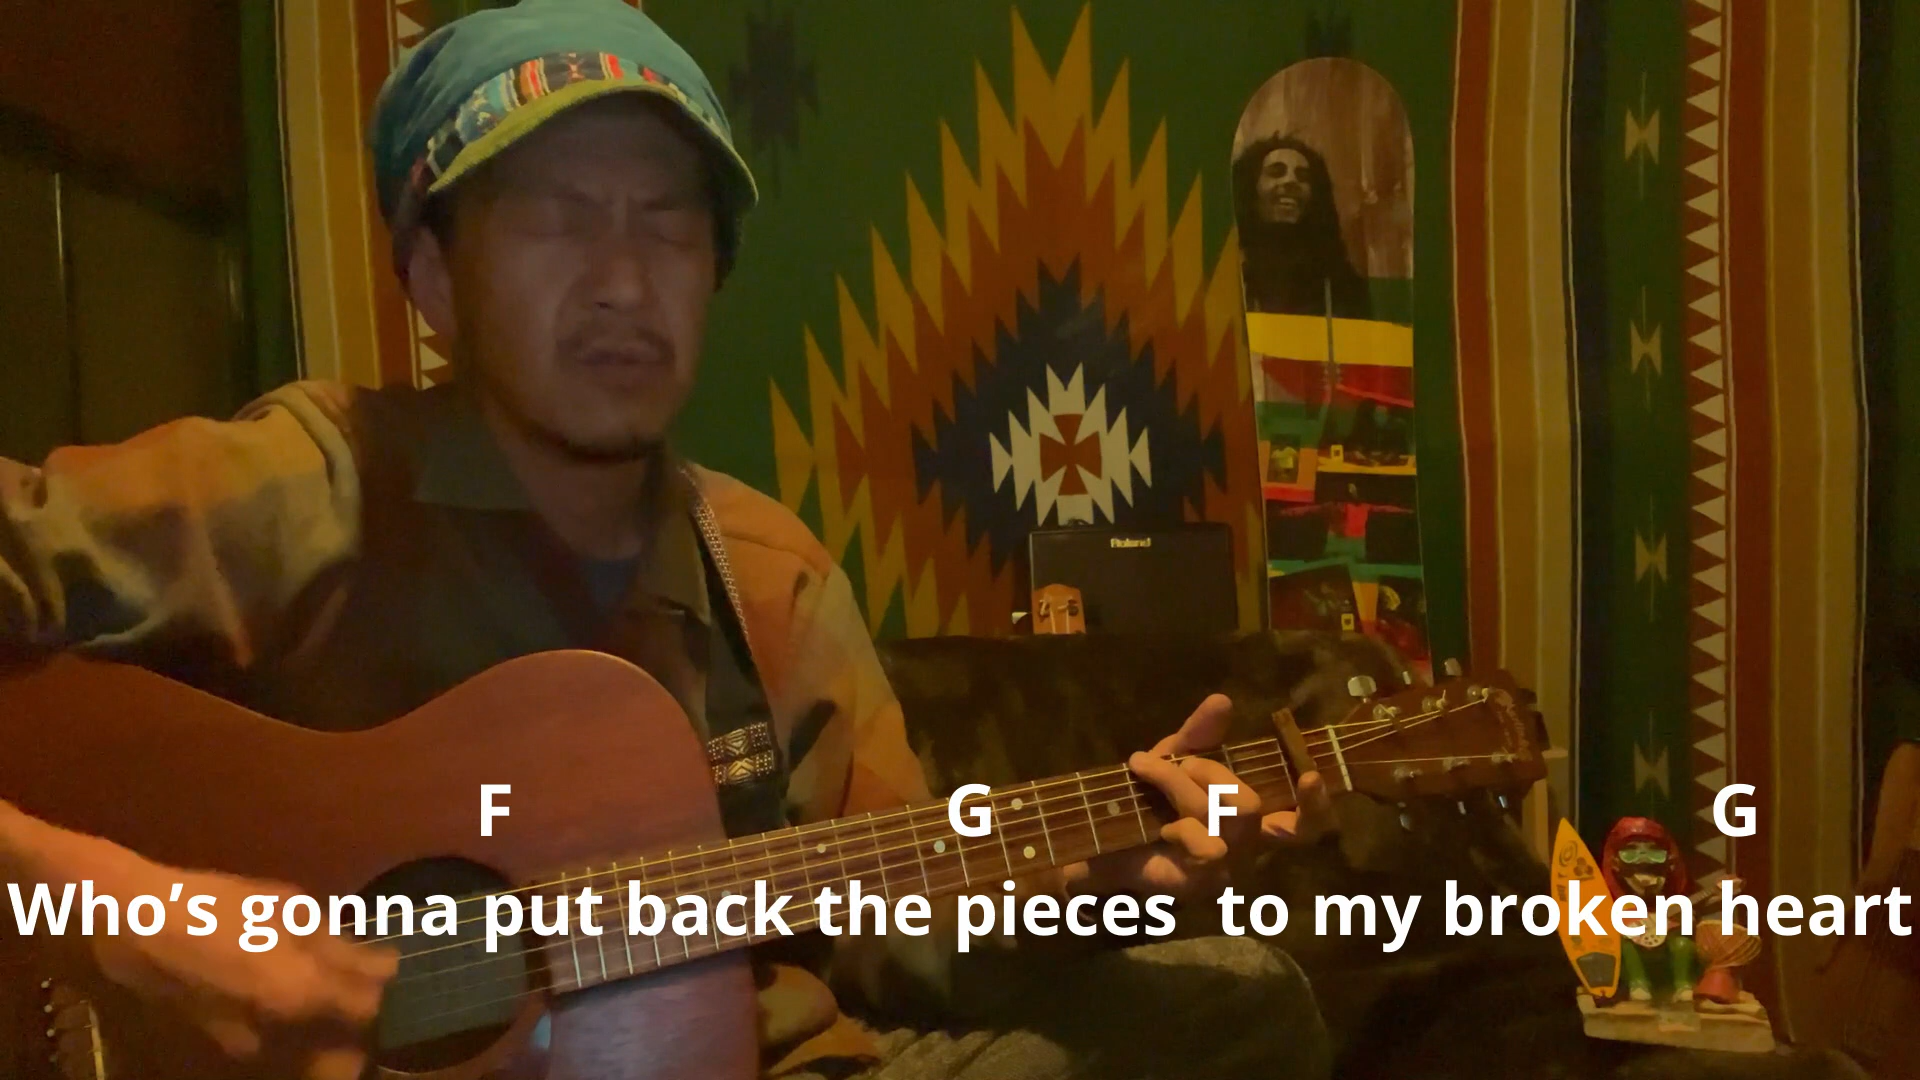 Roland
F G F G
Who’s gonna put back the pieces to my broken heart